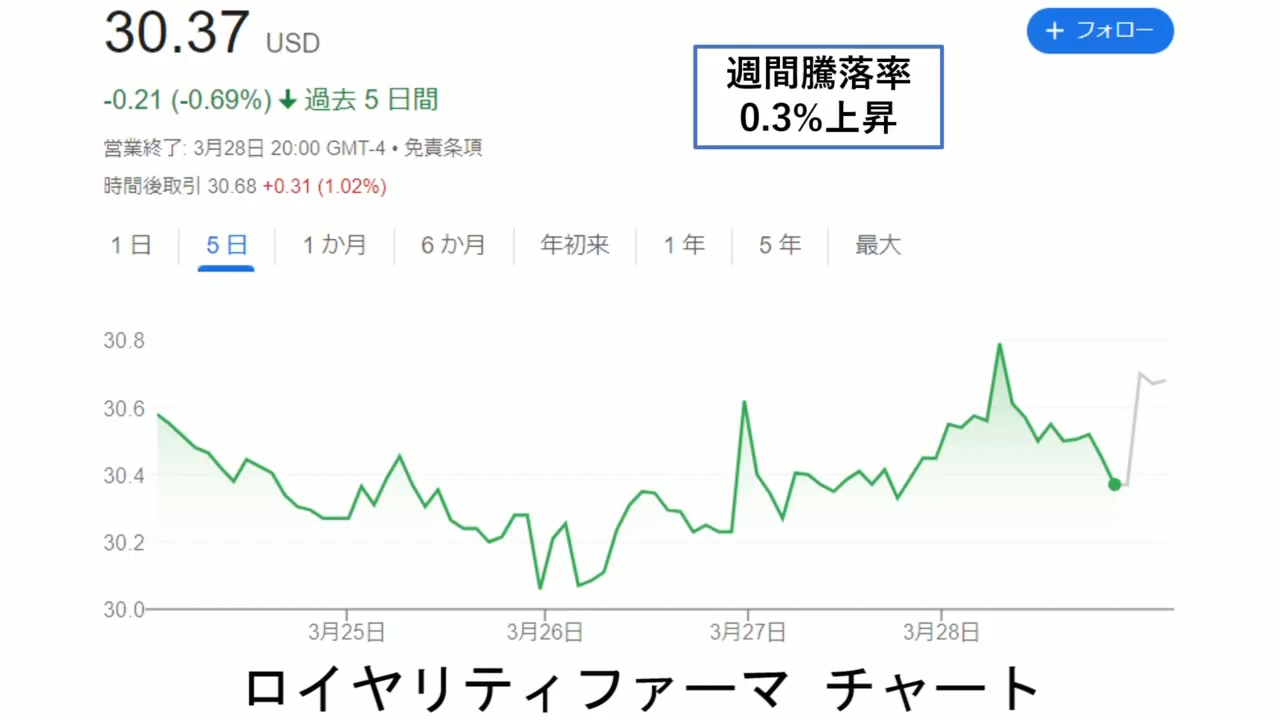 30.37 USD
+ フォロー
週間騰落率
0.3%上昇
-0.21 (-0.69%)↓過去 5 日間
営業終了: 3月28日 20:00 GMT-4 • 免責条項
時間後取引 30.68 +0.31 (1.02%)
1 日 5 日 1 か月 6 か月 年初来 1 年 5 年 最大
30.8
30.6
30.4
30.2
30.0
3月25日 3月26日 3月27日 3月28日
ロイヤリティファーマ チャート